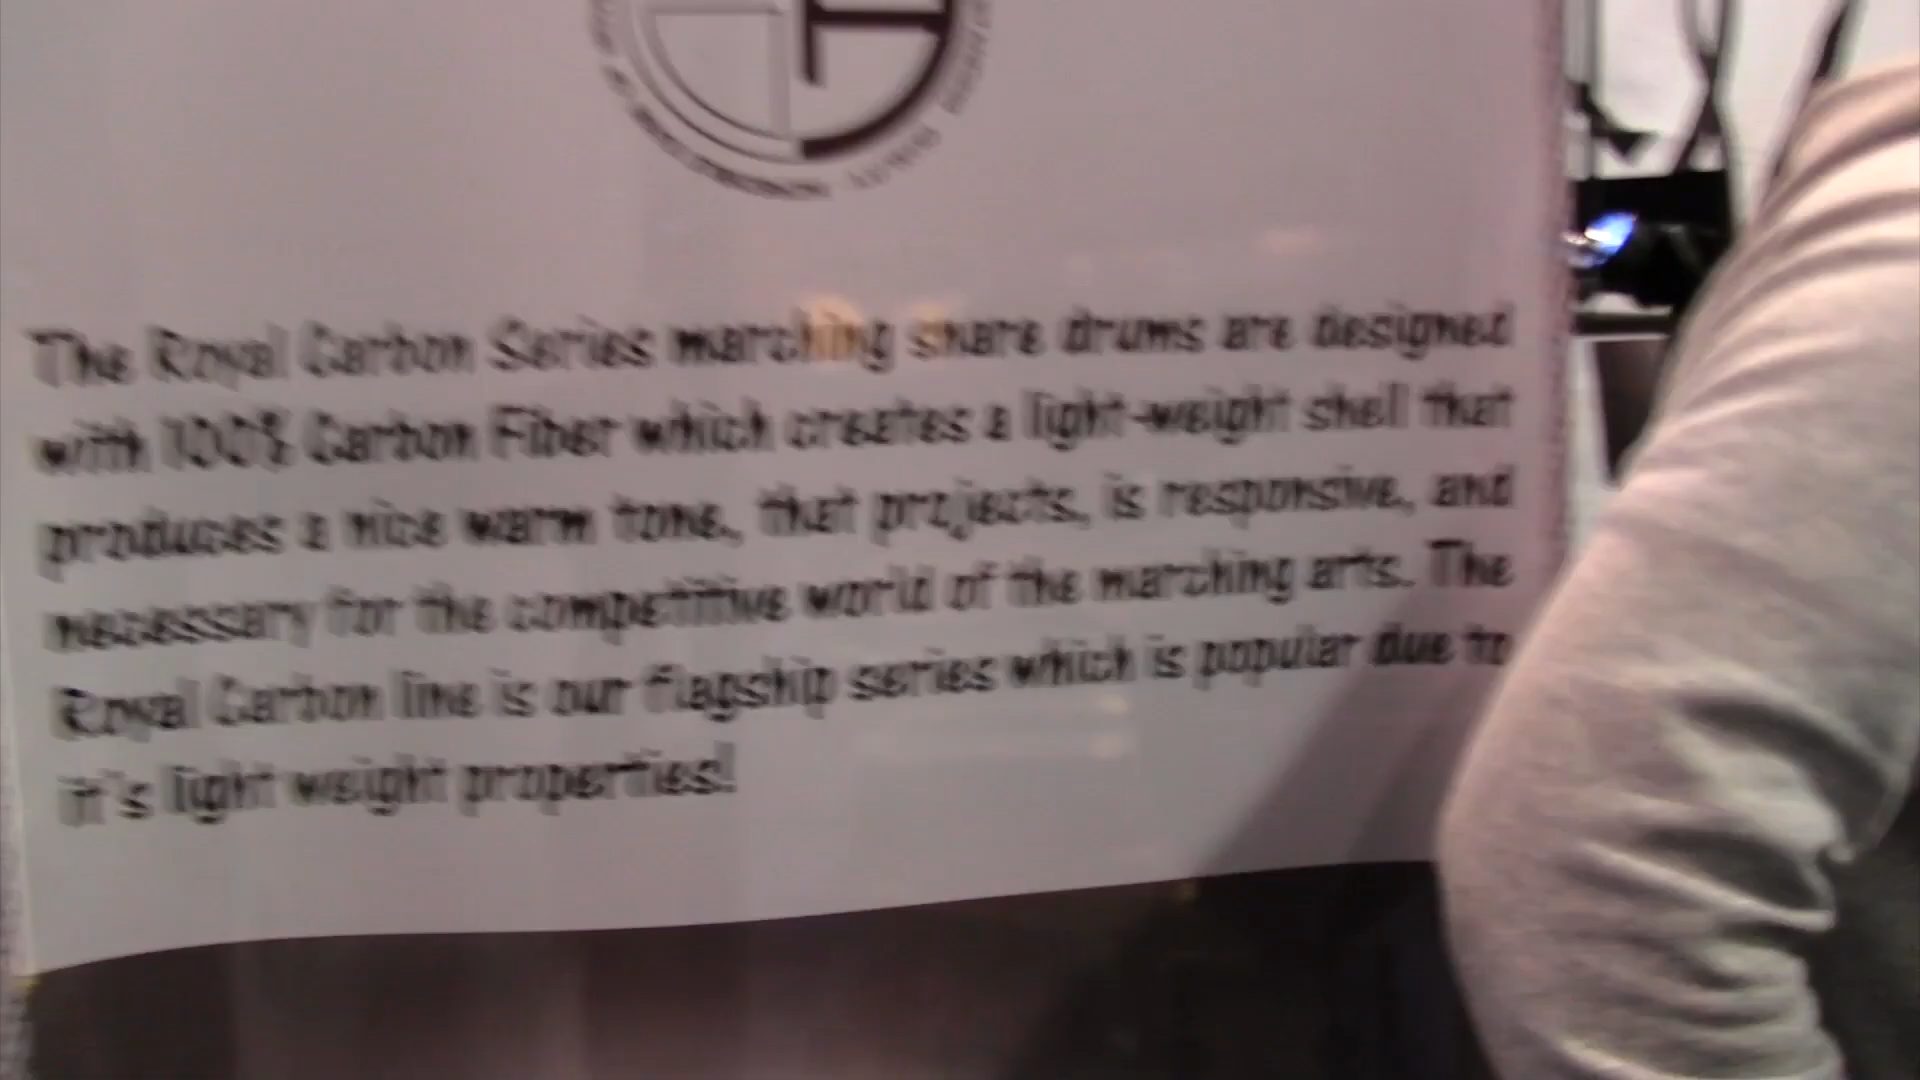 The Royal Carbon Series marching snare drums are designed
with 100% Carbon Fiber which creates a light-weight shell that
produces a nice warm tone, that projects, is responsive, and
necessary for the competitive world of the marching arts. The
Royal Carbon line is our flagship series which is popular due to
it's light weight properties!